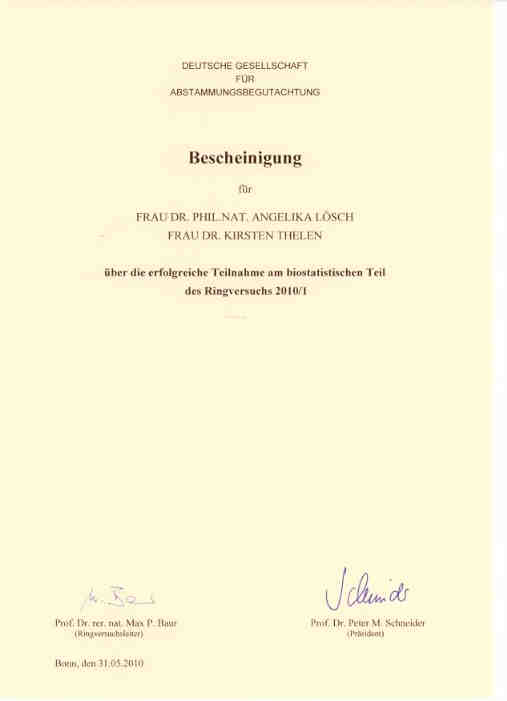 DEUTSCHE GESELLSCHAFT
FÜR
ABSTAMMUNGSBEGUTACHTUNG
Bescheinigung
für
FRAU DR. PHIL.NAT. ANGELIKA LÖSCH
FRAU DR. KIRSTEN THELEN
über die erfolgreiche Teilnahme am biostatistischen Teil
des Ringversuchs 2010/1
Prof. Dr. rer. nat. Max P. Baur
Prof. Dr. Peter M. Schneider
(Ringversuchsleiter)
(Präsident)
Bonn, den 31.05.2010